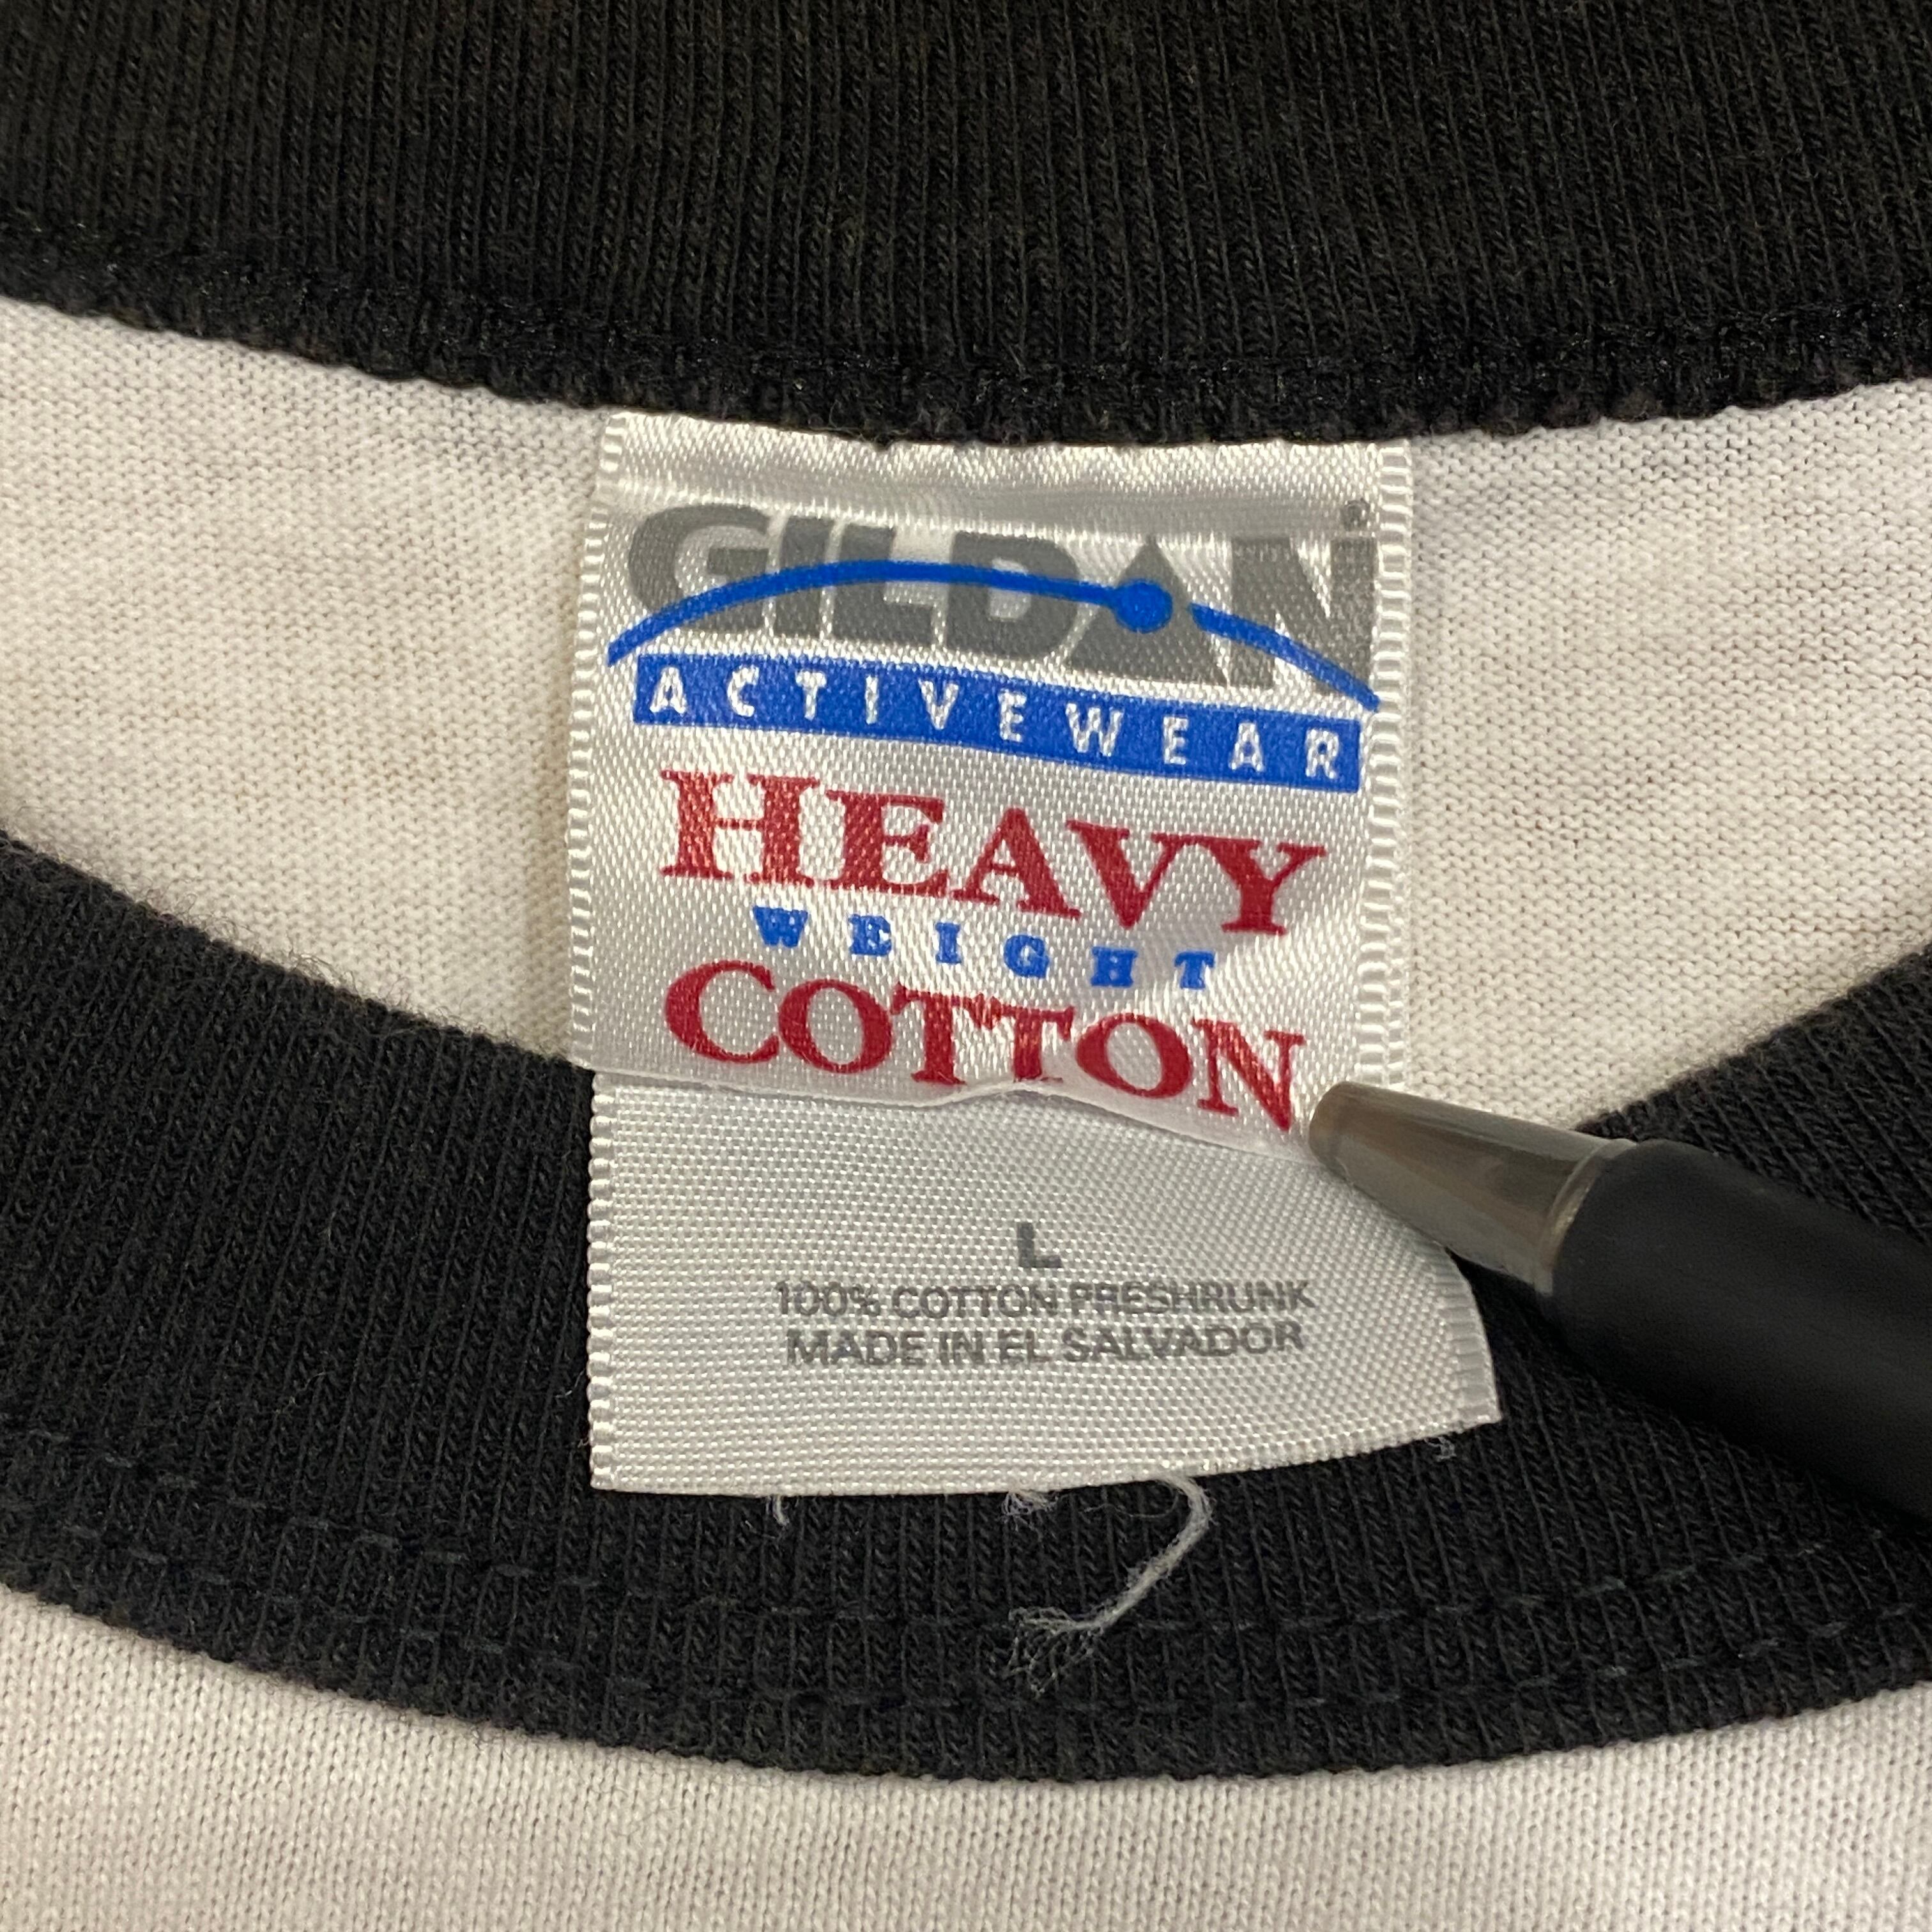 GILDAN
ACTIVEWEAR
HEAVY
WEIGHT
COTTON
L
100% COTTON PRESHRUNK
MADE IN EL SALVADOR